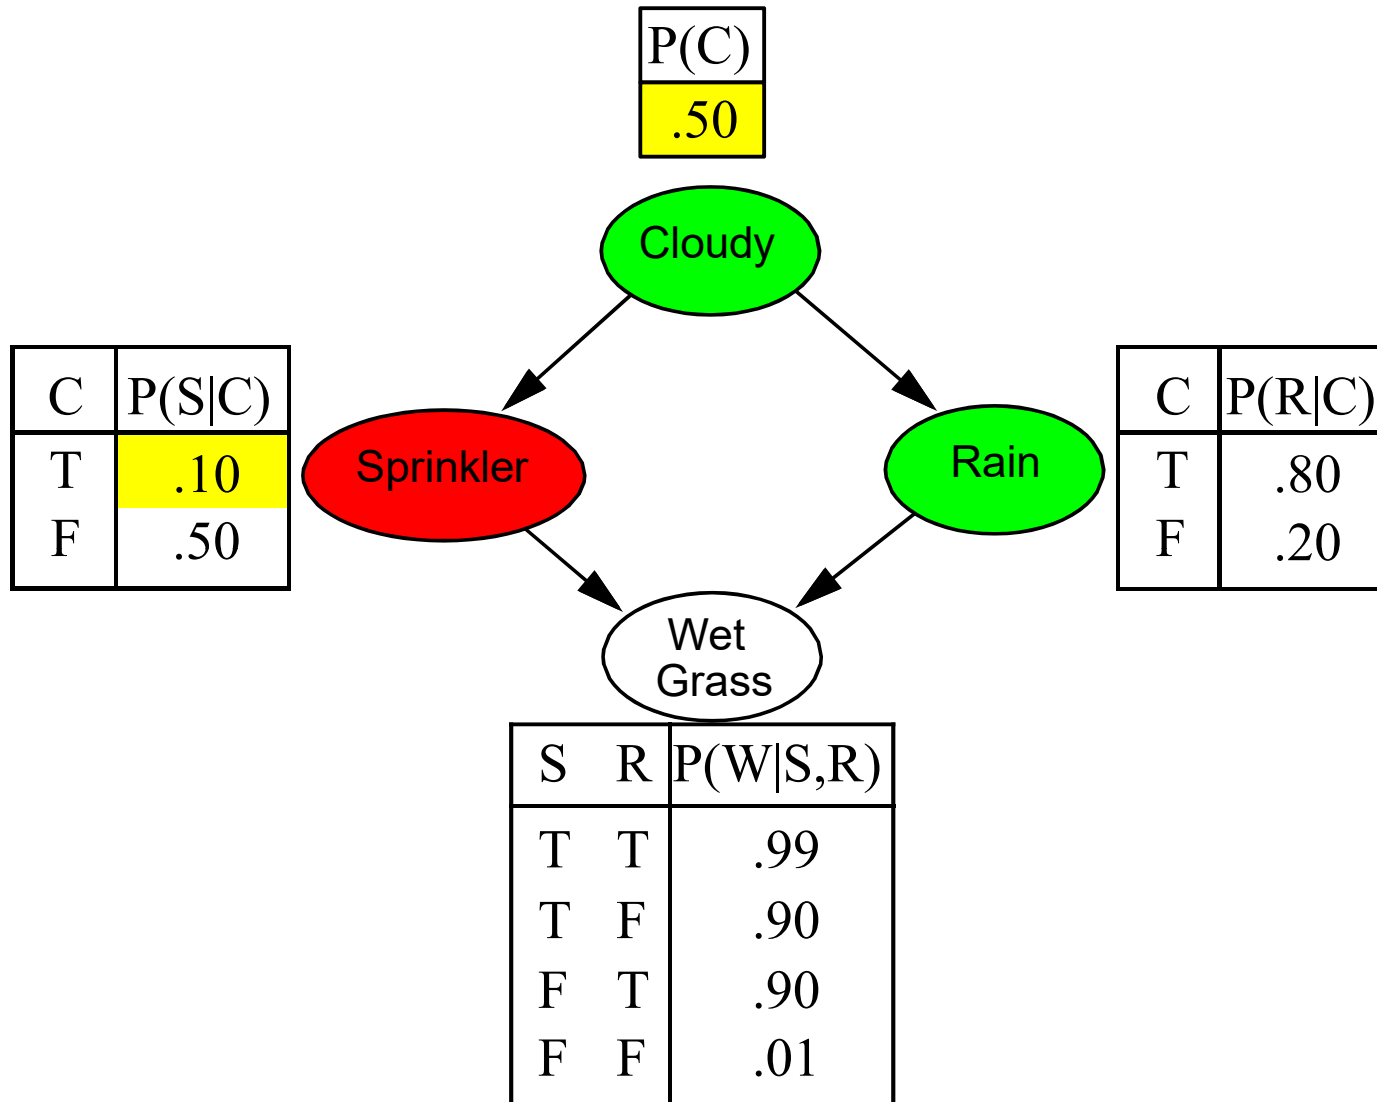 P(C)
.50
Cloudy
C P(S|C)
T .10
F .50
Sprinkler
Rain
C P(R|C)
T .80
F .20
Wet
Grass
S R P(W|S,R)
T T .99
T F .90
F T .90
F F .01